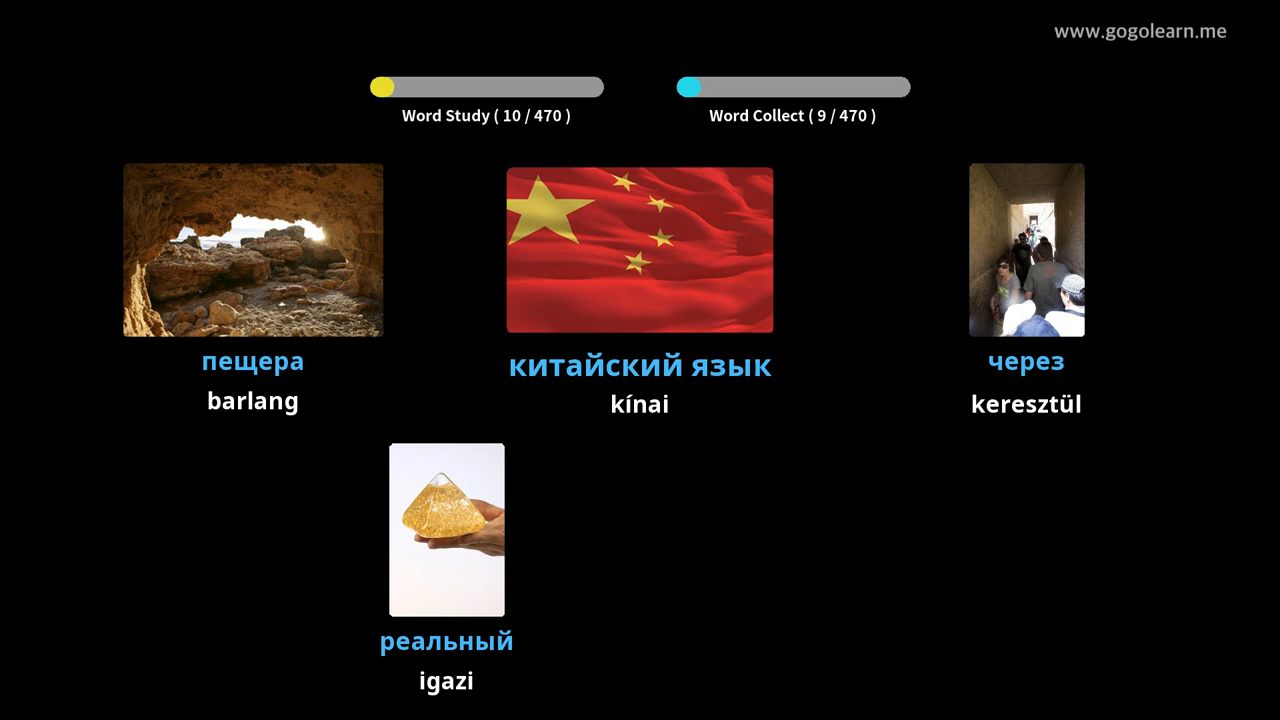 www.gogolearn.me
Word Study ( 10 / 470 )
Word Collect ( 9 / 470 )
пещера
barlang
китайский язык
kínai
через
keresztül
реальный
igazi